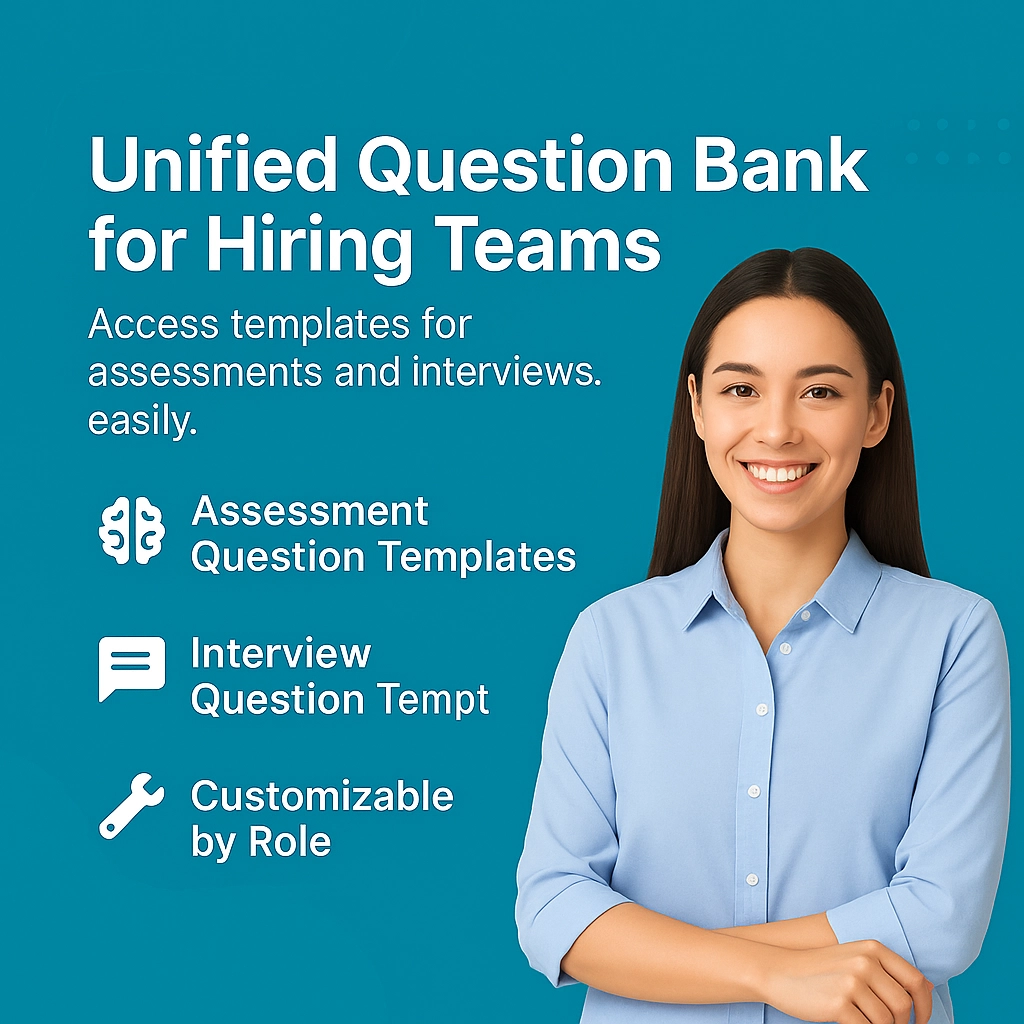 Unified Question Bank
for Hiring Teams
Access templates for
assessments and interviews.
easily.
Assessment
Question Templates
Interview
Question Tempt
Customizable
by Role